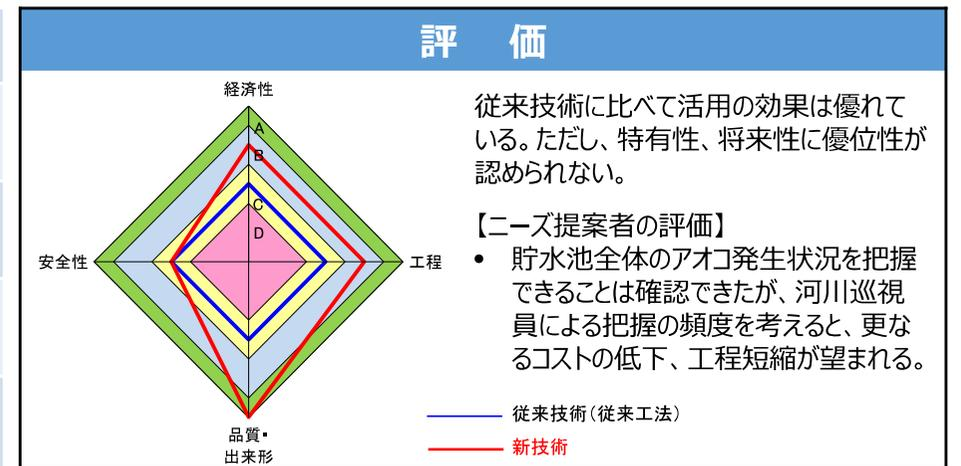 評 価
経済性
A
B
C
D
安全性
工程
品質・
出来形
従来技術に比べて活用の効果は優れて
いる。ただし、特有性、将来性に優位性が
認められない。
【ニーズ提案者の評価】
• 貯水池全体のアオコ発生状況を把握
できることは確認できたが、河川巡視
員による把握の頻度を考えると、更な
るコストの低下、工程短縮が望まれる。
従来技術(従来工法)
新技術